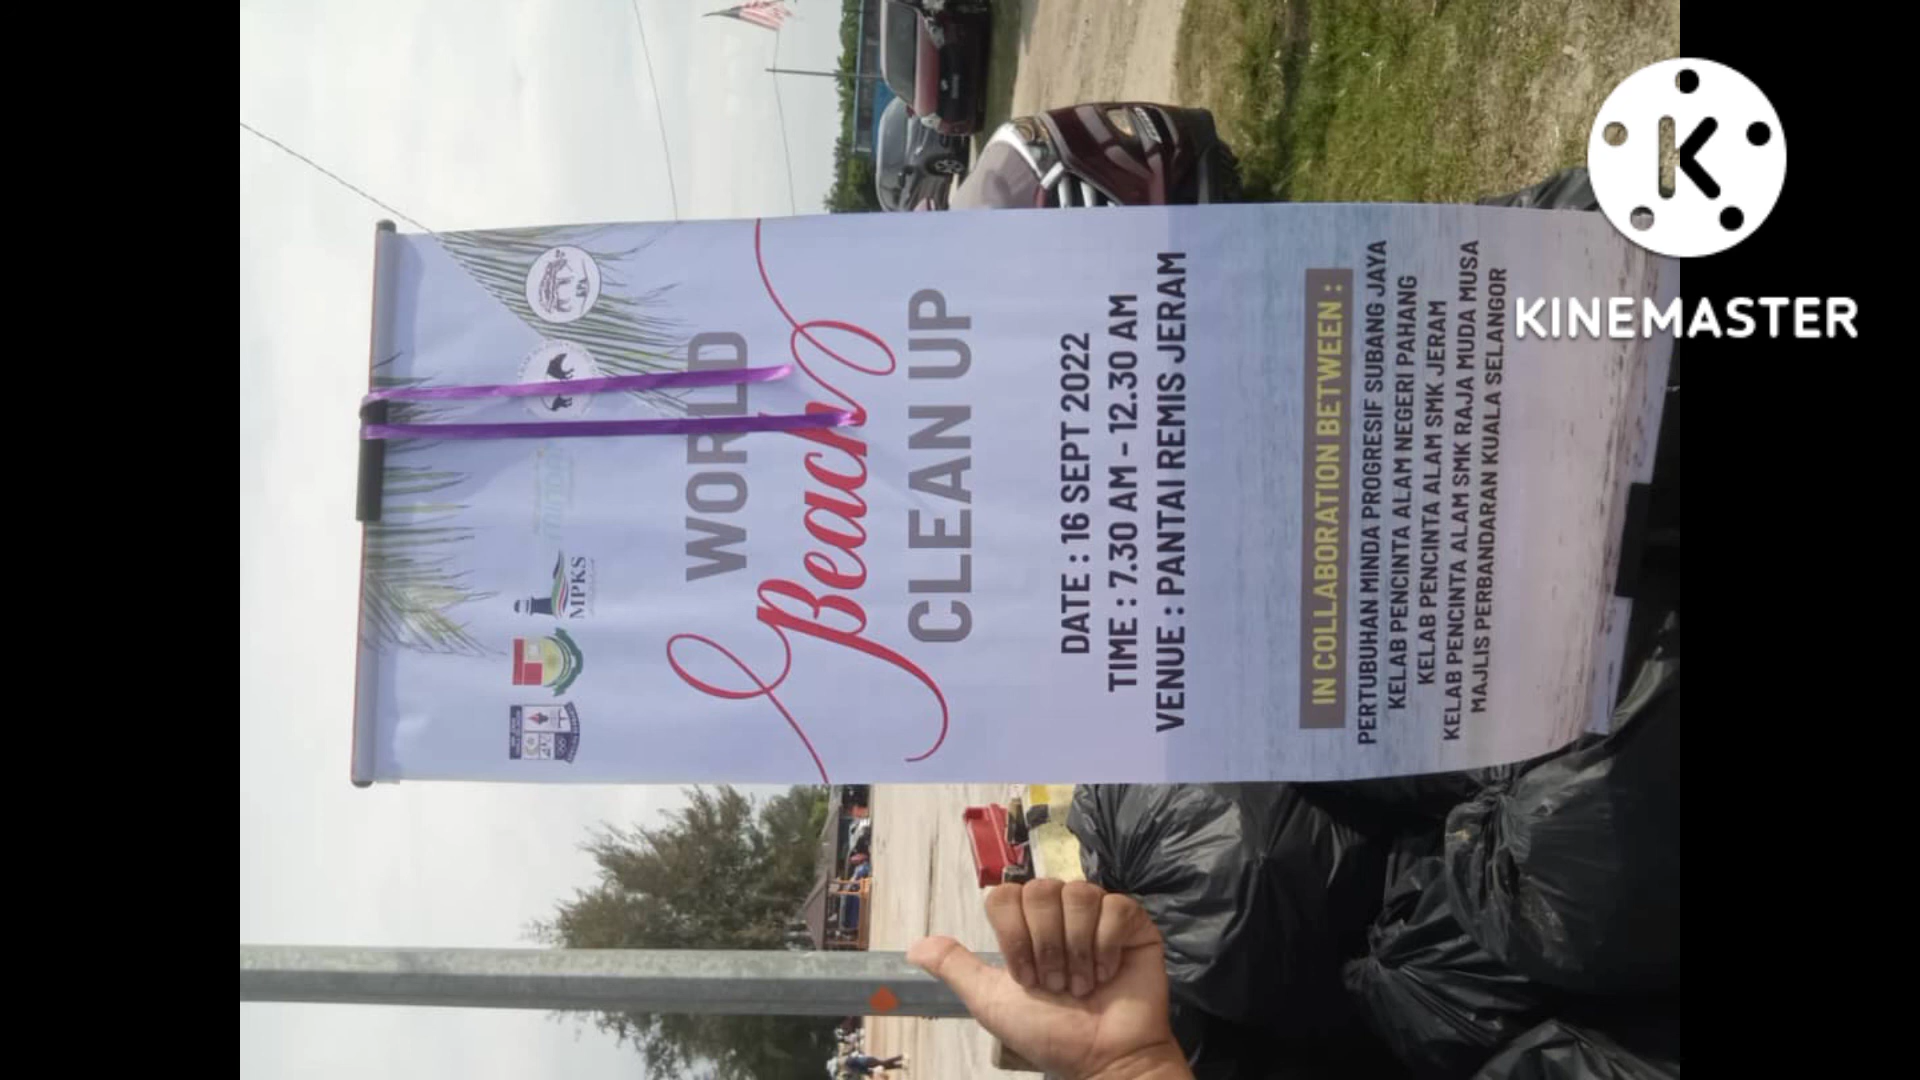 MPKS
WORLD
Beach
CLEAN UP
DATE : 16 SEPT 2022
TIME : 7.30 AM - 12.30 AM
VENUE : PANTAI REMIS JERAM
IN COLLABORATION BETWEEN :
PERTUBUHAN MINDA PROGRESIF SUBANG JAYA
KELAB PENCINTA ALAM NEGERI PAHANG
KELAB PENCINTA ALAM SMK JERAM
KELAB PENCINTA ALAM SMK RAJA MUDA MUSA
MAJLIS PERBANDARAN KUALA SELANGOR
K
KINEMASTER